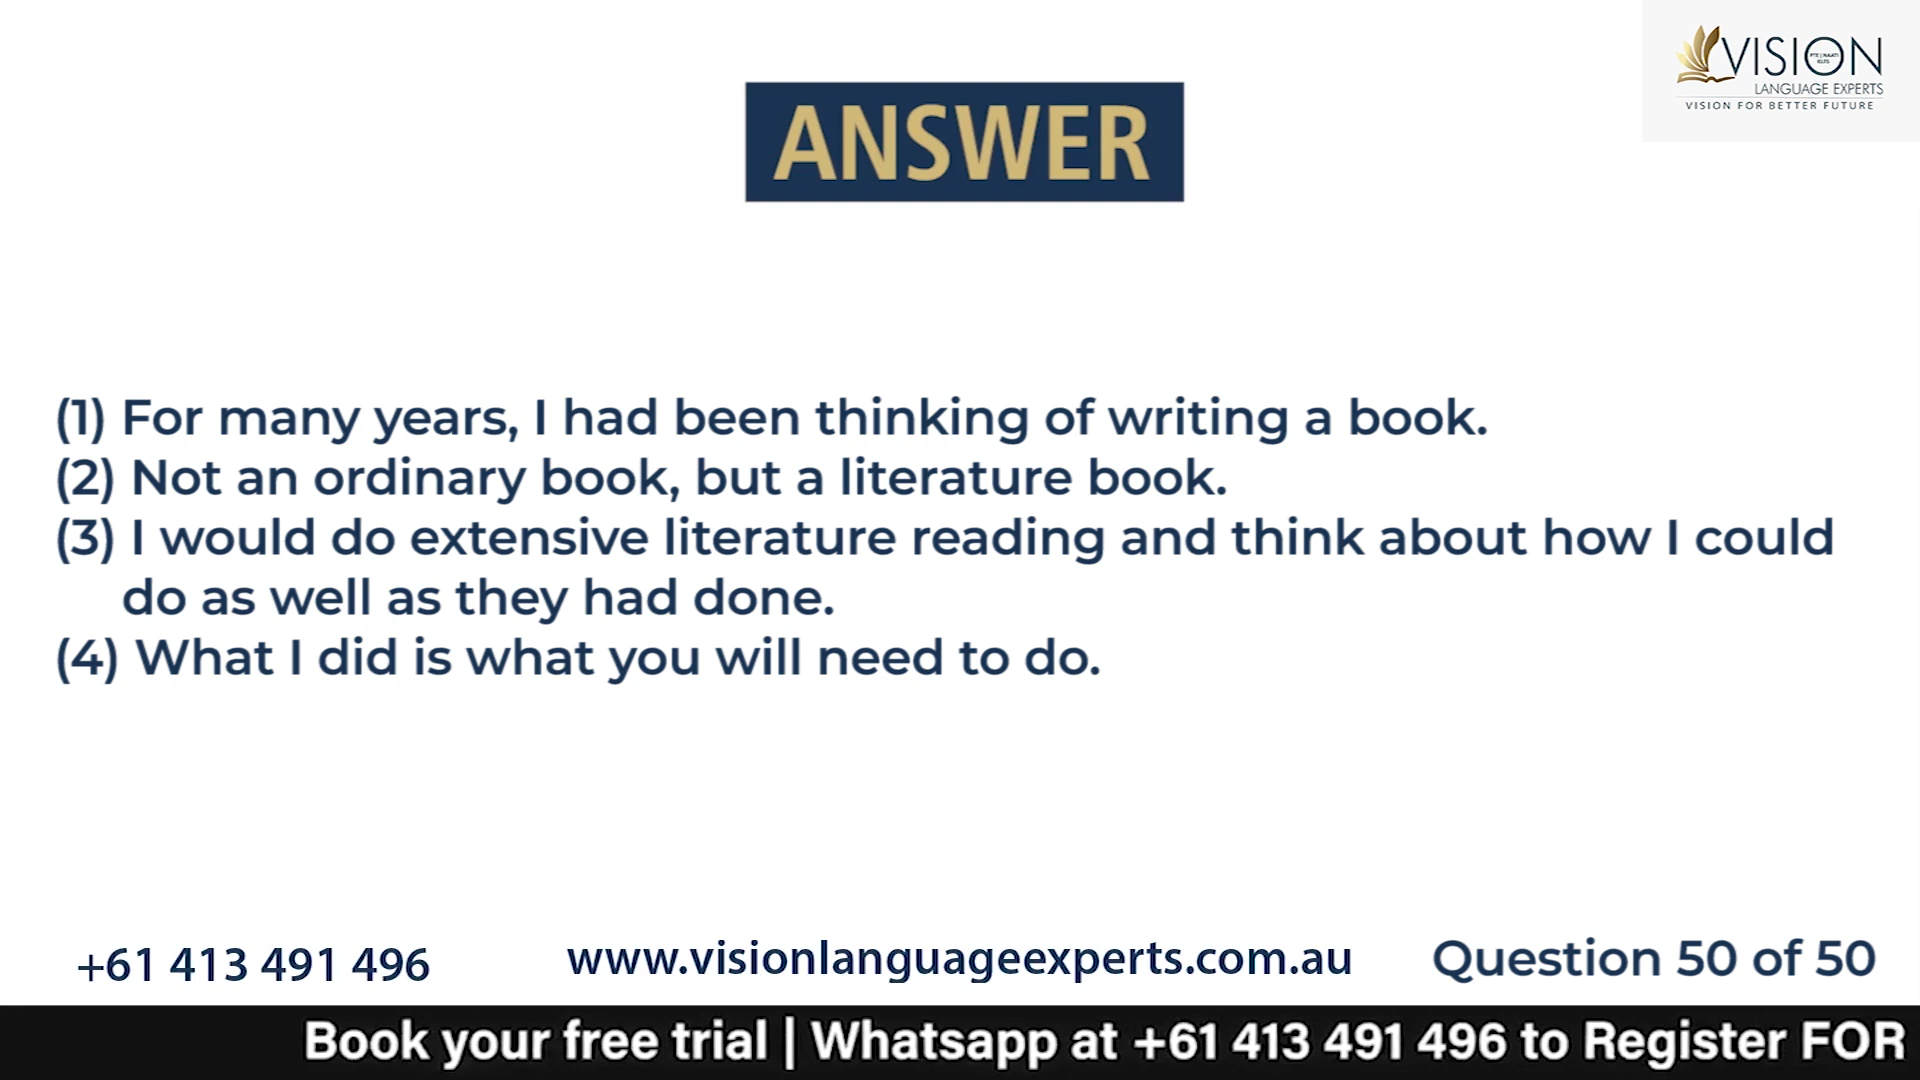 VISION
LANGUAGE EXPERTS
VISION FOR BETTER FUTURE
ANSWER
(1) For many years, I had been thinking of writing a book.
(2) Not an ordinary book, but a literature book.
(3) I would do extensive literature reading and think about how I could
do as well as they had done.
(4) What I did is what you will need to do.
+61 413 491 496
www.visionlanguageexperts.com.au
Question 50 of 50
Book your free trial | Whatsapp at +61 413 491 496 to Register FOR